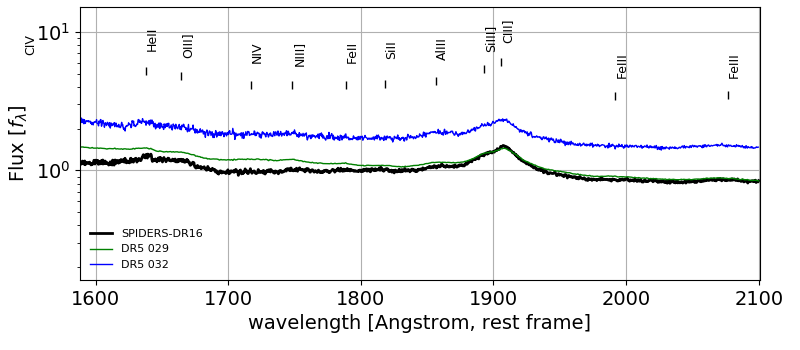 10¹
CIV
HeII
OIII]
NIV
NIII]
FeII
SiII
AlIII
SiIII]
CIII]
FeIII
FeIII
Flux [fλ]
10⁰
SPIDERS-DR16
DR5 029
DR5 032
1600 1700 1800 1900 2000 2100
wavelength [Angstrom, rest frame]